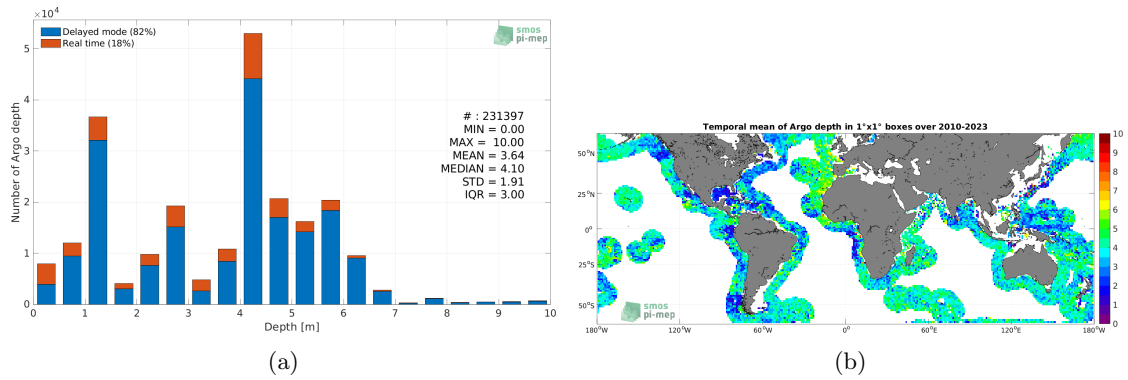 ×10⁴
Delayed mode (82%)
Real time (18%)
smos
pi-mep
5
4
3
2
1
0
Number of Argo depth
# : 231397
MIN = 0.00
MAX = 10.00
MEAN = 3.64
MEDIAN = 4.10
STD = 1.91
IQR = 3.00
0 1 2 3 4 5 6 7 8 9 10
Depth [m]
(a)
Temporal mean of Argo depth in 1°x1° boxes over 2010-2023
50°N
25°N
0°
25°S
50°S
smos
pi-mep
180°W 120°W 60°W 0° 60°E 120°E 180°W
10
9
8
7
6
5
4
3
2
1
0
(b)